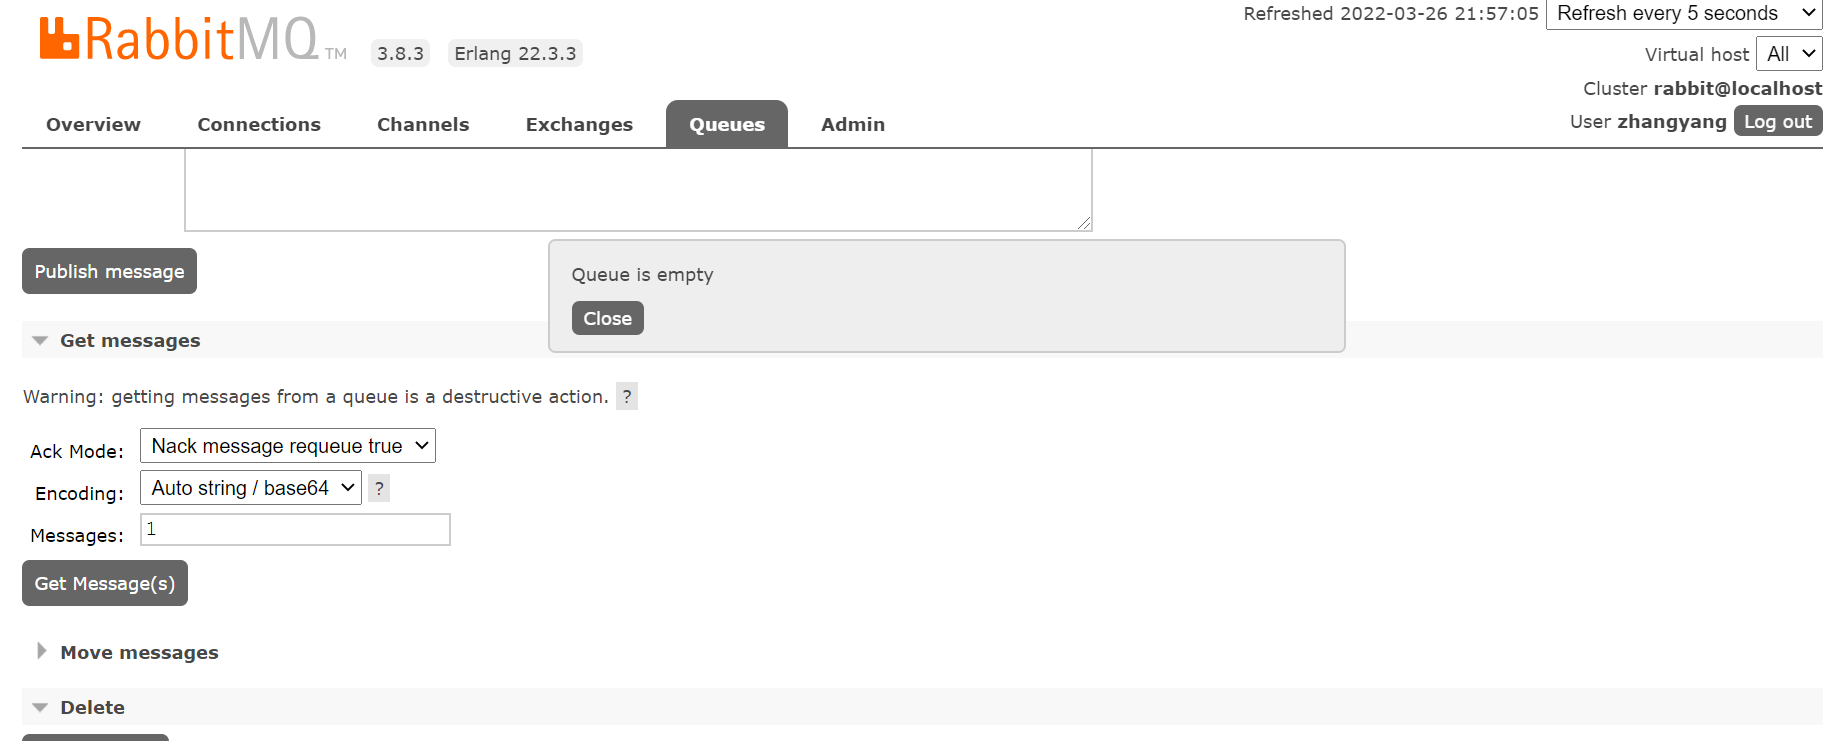 RabbitMQ TM 3.8.3 Erlang 22.3.3
Refreshed 2022-03-26 21:57:05 Refresh every 5 seconds
Virtual host All
Cluster rabbit@localhost
User zhangyang Log out
Overview Connections Channels Exchanges Queues Admin
Publish message
Queue is empty
Close
Get messages
Warning: getting messages from a queue is a destructive action. ?
Ack Mode: Nack message requeue true
Encoding: Auto string / base64 ?
Messages: 1
Get Message(s)
Move messages
Delete